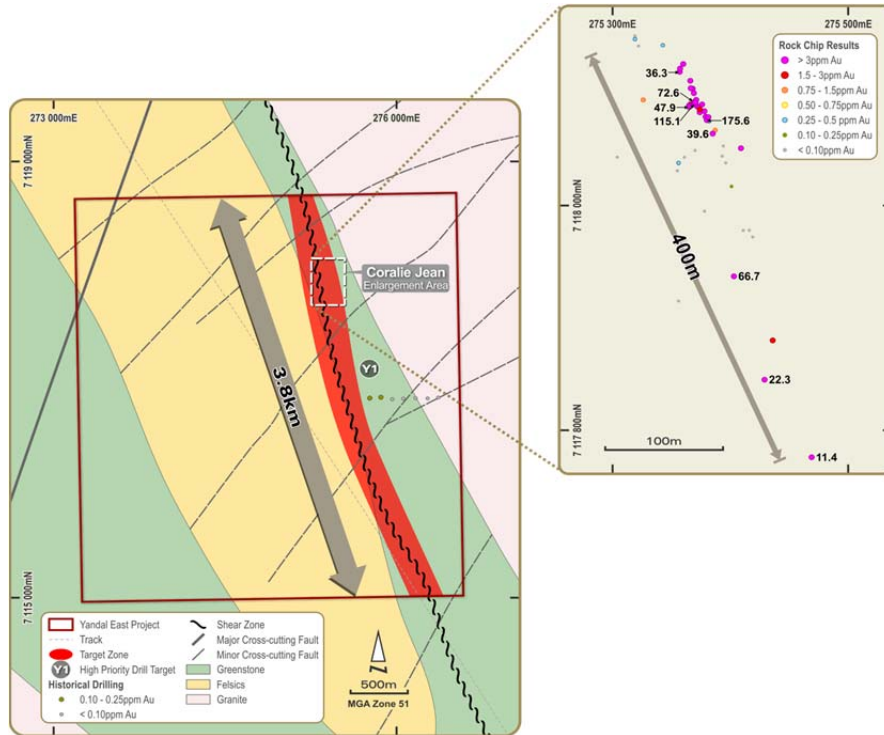 273 000mE
276 000mE
7 119 000mN
7 115 000mN
Coralie Jean
Enlargement Area
3.8km
Y1
Yandal East Project
Track
Target Zone
Y1 High Priority Drill Target
Historical Drilling
0.10 - 0.25ppm Au
< 0.10ppm Au
Shear Zone
Major Cross-cutting Fault
Minor Cross-cutting Fault
Greenstone
Felsics
Granite
N
500m
MGA Zone 51
275 300mE
275 500mE
7 118 000mN
7 117 800mN
36.3
72.6
47.9
115.1
175.6
39.6
66.7
22.3
11.4
400m
100m
Rock Chip Results
> 3ppm Au
1.5 - 3ppm Au
0.75 - 1.5ppm Au
0.50 - 0.75ppm Au
0.25 - 0.5 ppm Au
0.10 - 0.25ppm Au
< 0.10ppm Au